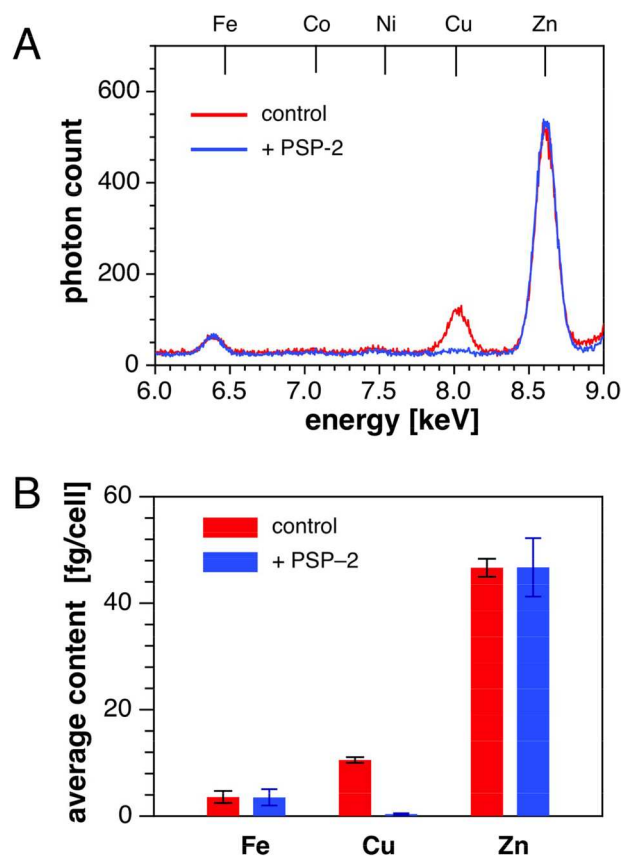 A
Fe Co Ni Cu Zn
600
400
200
0
photon count
control
+ PSP-2
6.0 6.5 7.0 7.5 8.0 8.5 9.0
energy [keV]
B
60
40
20
0
average content [fg/cell]
control
+ PSP–2
Fe Cu Zn